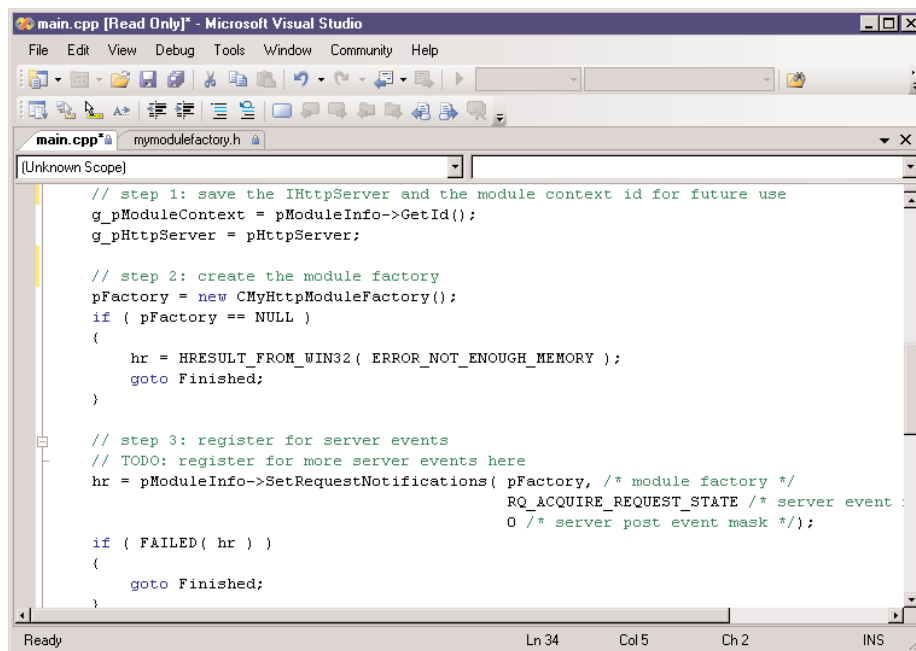 main.cpp [Read Only]* - Microsoft Visual Studio
File Edit View Debug Tools Window Community Help
main.cpp* mymodulefactory.h
(Unknown Scope)
// step 1: save the IHttpServer and the module context id for future use
g_pModuleContext = pModuleInfo->GetId();
g_pHttpServer = pHttpServer;
// step 2: create the module factory
pFactory = new CMyHttpModuleFactory();
if ( pFactory == NULL )
{
hr = HRESULT_FROM_WIN32( ERROR_NOT_ENOUGH_MEMORY );
goto Finished;
}
// step 3: register for server events
// TODO: register for more server events here
hr = pModuleInfo->SetRequestNotifications( pFactory, /* module factory */
RQ_ACQUIRE_REQUEST_STATE /* server event
0 /* server post event mask */);
if ( FAILED( hr ) )
{
goto Finished;
}
Ready Ln 34 Col 5 Ch 2 INS